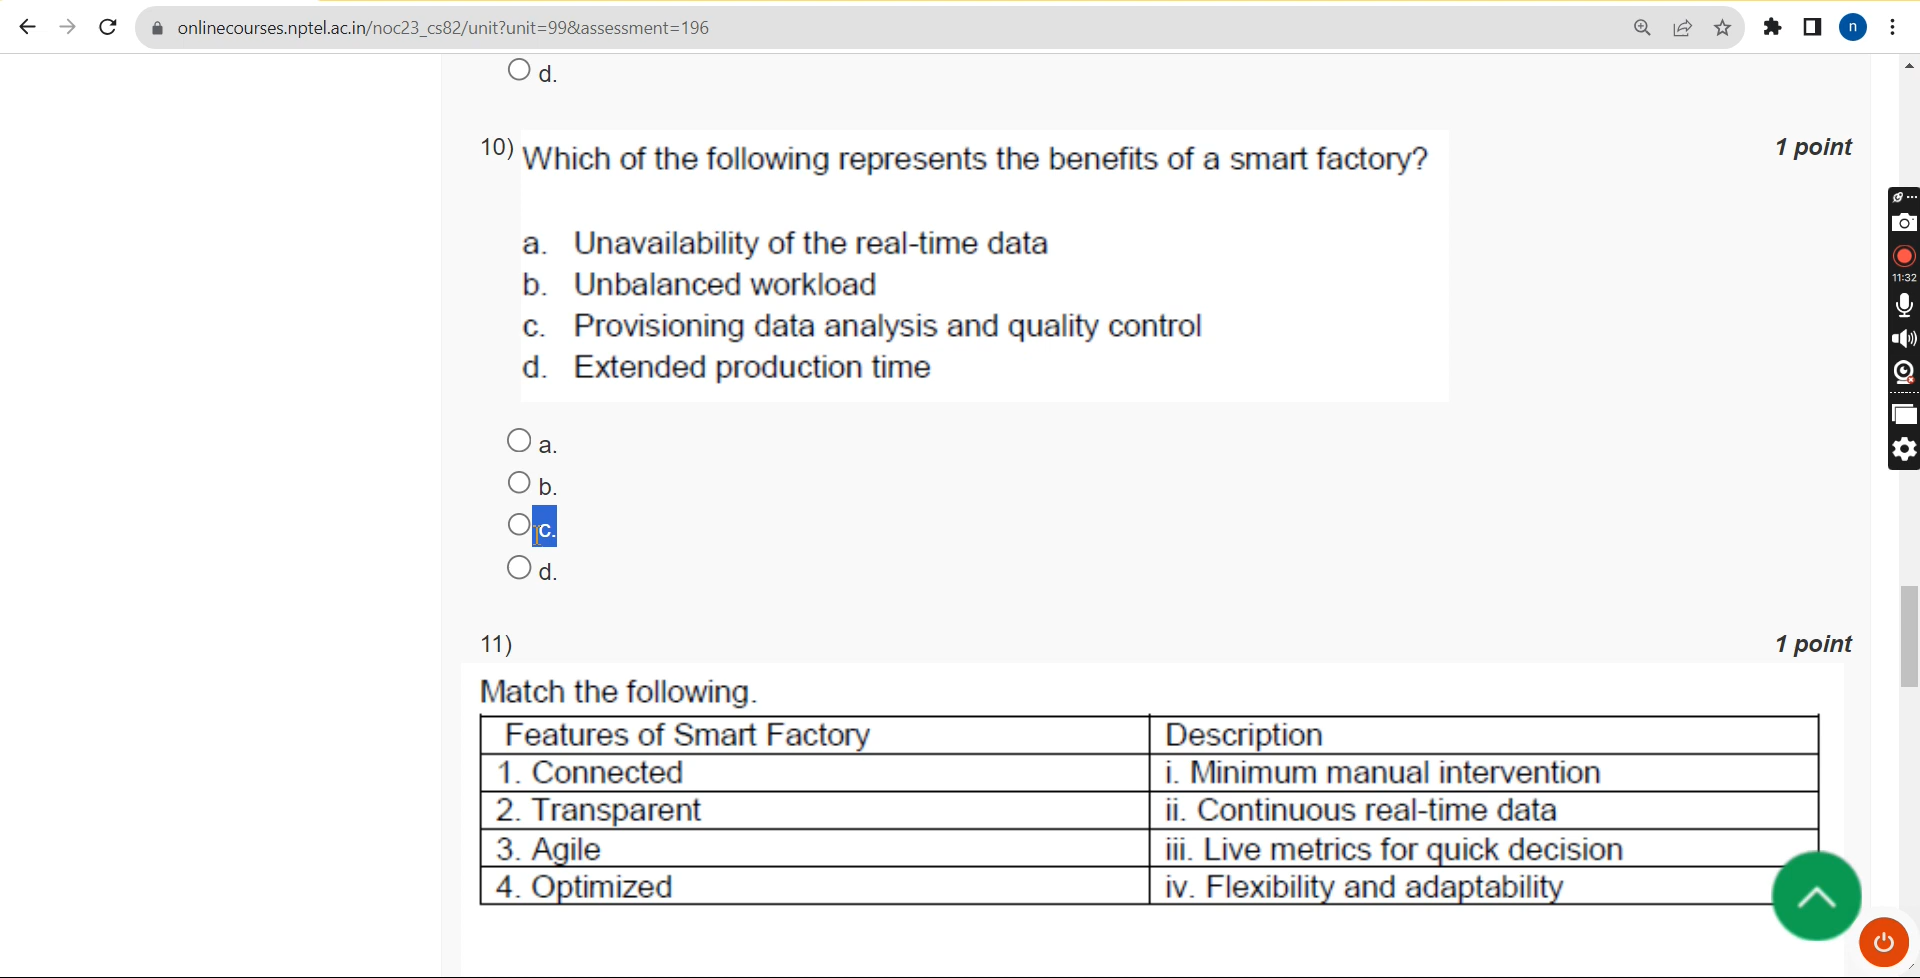 onlinecourses.nptel.ac.in/noc23_cs82/unit?unit=99&assessment=196
n
d.
10)
Which of the following represents the benefits of a smart factory?
1 point
a. Unavailability of the real-time data
b. Unbalanced workload
c. Provisioning data analysis and quality control
d. Extended production time
11:32
a.
b.
c.
d.
11)
1 point
Match the following.
Features of Smart Factory Description
1. Connected i. Minimum manual intervention
2. Transparent ii. Continuous real-time data
3. Agile iii. Live metrics for quick decision
4. Optimized iv. Flexibility and adaptability